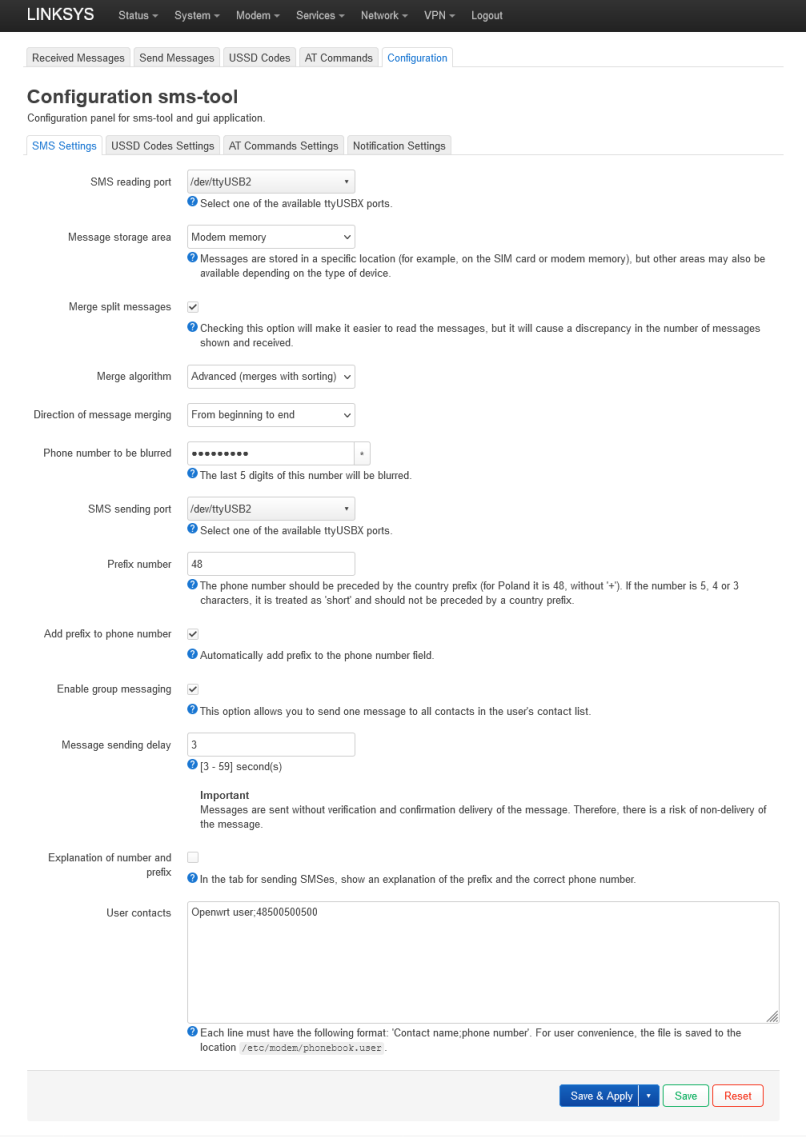 LINKSYS Status System Modem Services Network VPN Logout
Received Messages Send Messages USSD Codes AT Commands Configuration
Configuration sms-tool
Configuration panel for sms-tool and gui application.
SMS Settings USSD Codes Settings AT Commands Settings Notification Settings
SMS reading port /dev/ttyUSB2
Select one of the available ttyUSBX ports.
Message storage area Modem memory
Messages are stored in a specific location (for example, on the SIM card or modem memory), but other areas may also be
available depending on the type of device.
Merge split messages
Checking this option will make it easier to read the messages, but it will cause a discrepancy in the number of messages
shown and received.
Merge algorithm Advanced (merges with sorting)
Direction of message merging From beginning to end
Phone number to be blurred ●●●●●●●●● *
The last 5 digits of this number will be blurred.
SMS sending port /dev/ttyUSB2
Select one of the available ttyUSBX ports.
Prefix number 48
The phone number should be preceded by the country prefix (for Poland it is 48, without '+'). If the number is 5, 4 or 3
characters, it is treated as 'short' and should not be preceded by a country prefix.
Add prefix to phone number
Automatically add prefix to the phone number field.
Enable group messaging
This option allows you to send one message to all contacts in the user's contact list.
Message sending delay 3
[3 - 59] second(s)
Important
Messages are sent without verification and confirmation delivery of the message. Therefore, there is a risk of non-delivery of
the message.
Explanation of number and
prefix
In the tab for sending SMSes, show an explanation of the prefix and the correct phone number.
User contacts Openwrt user;48500500500
Each line must have the following format: 'Contact name;phone number'. For user convenience, the file is saved to the
location /etc/modem/phonebook.user .
Save & Apply Save Reset